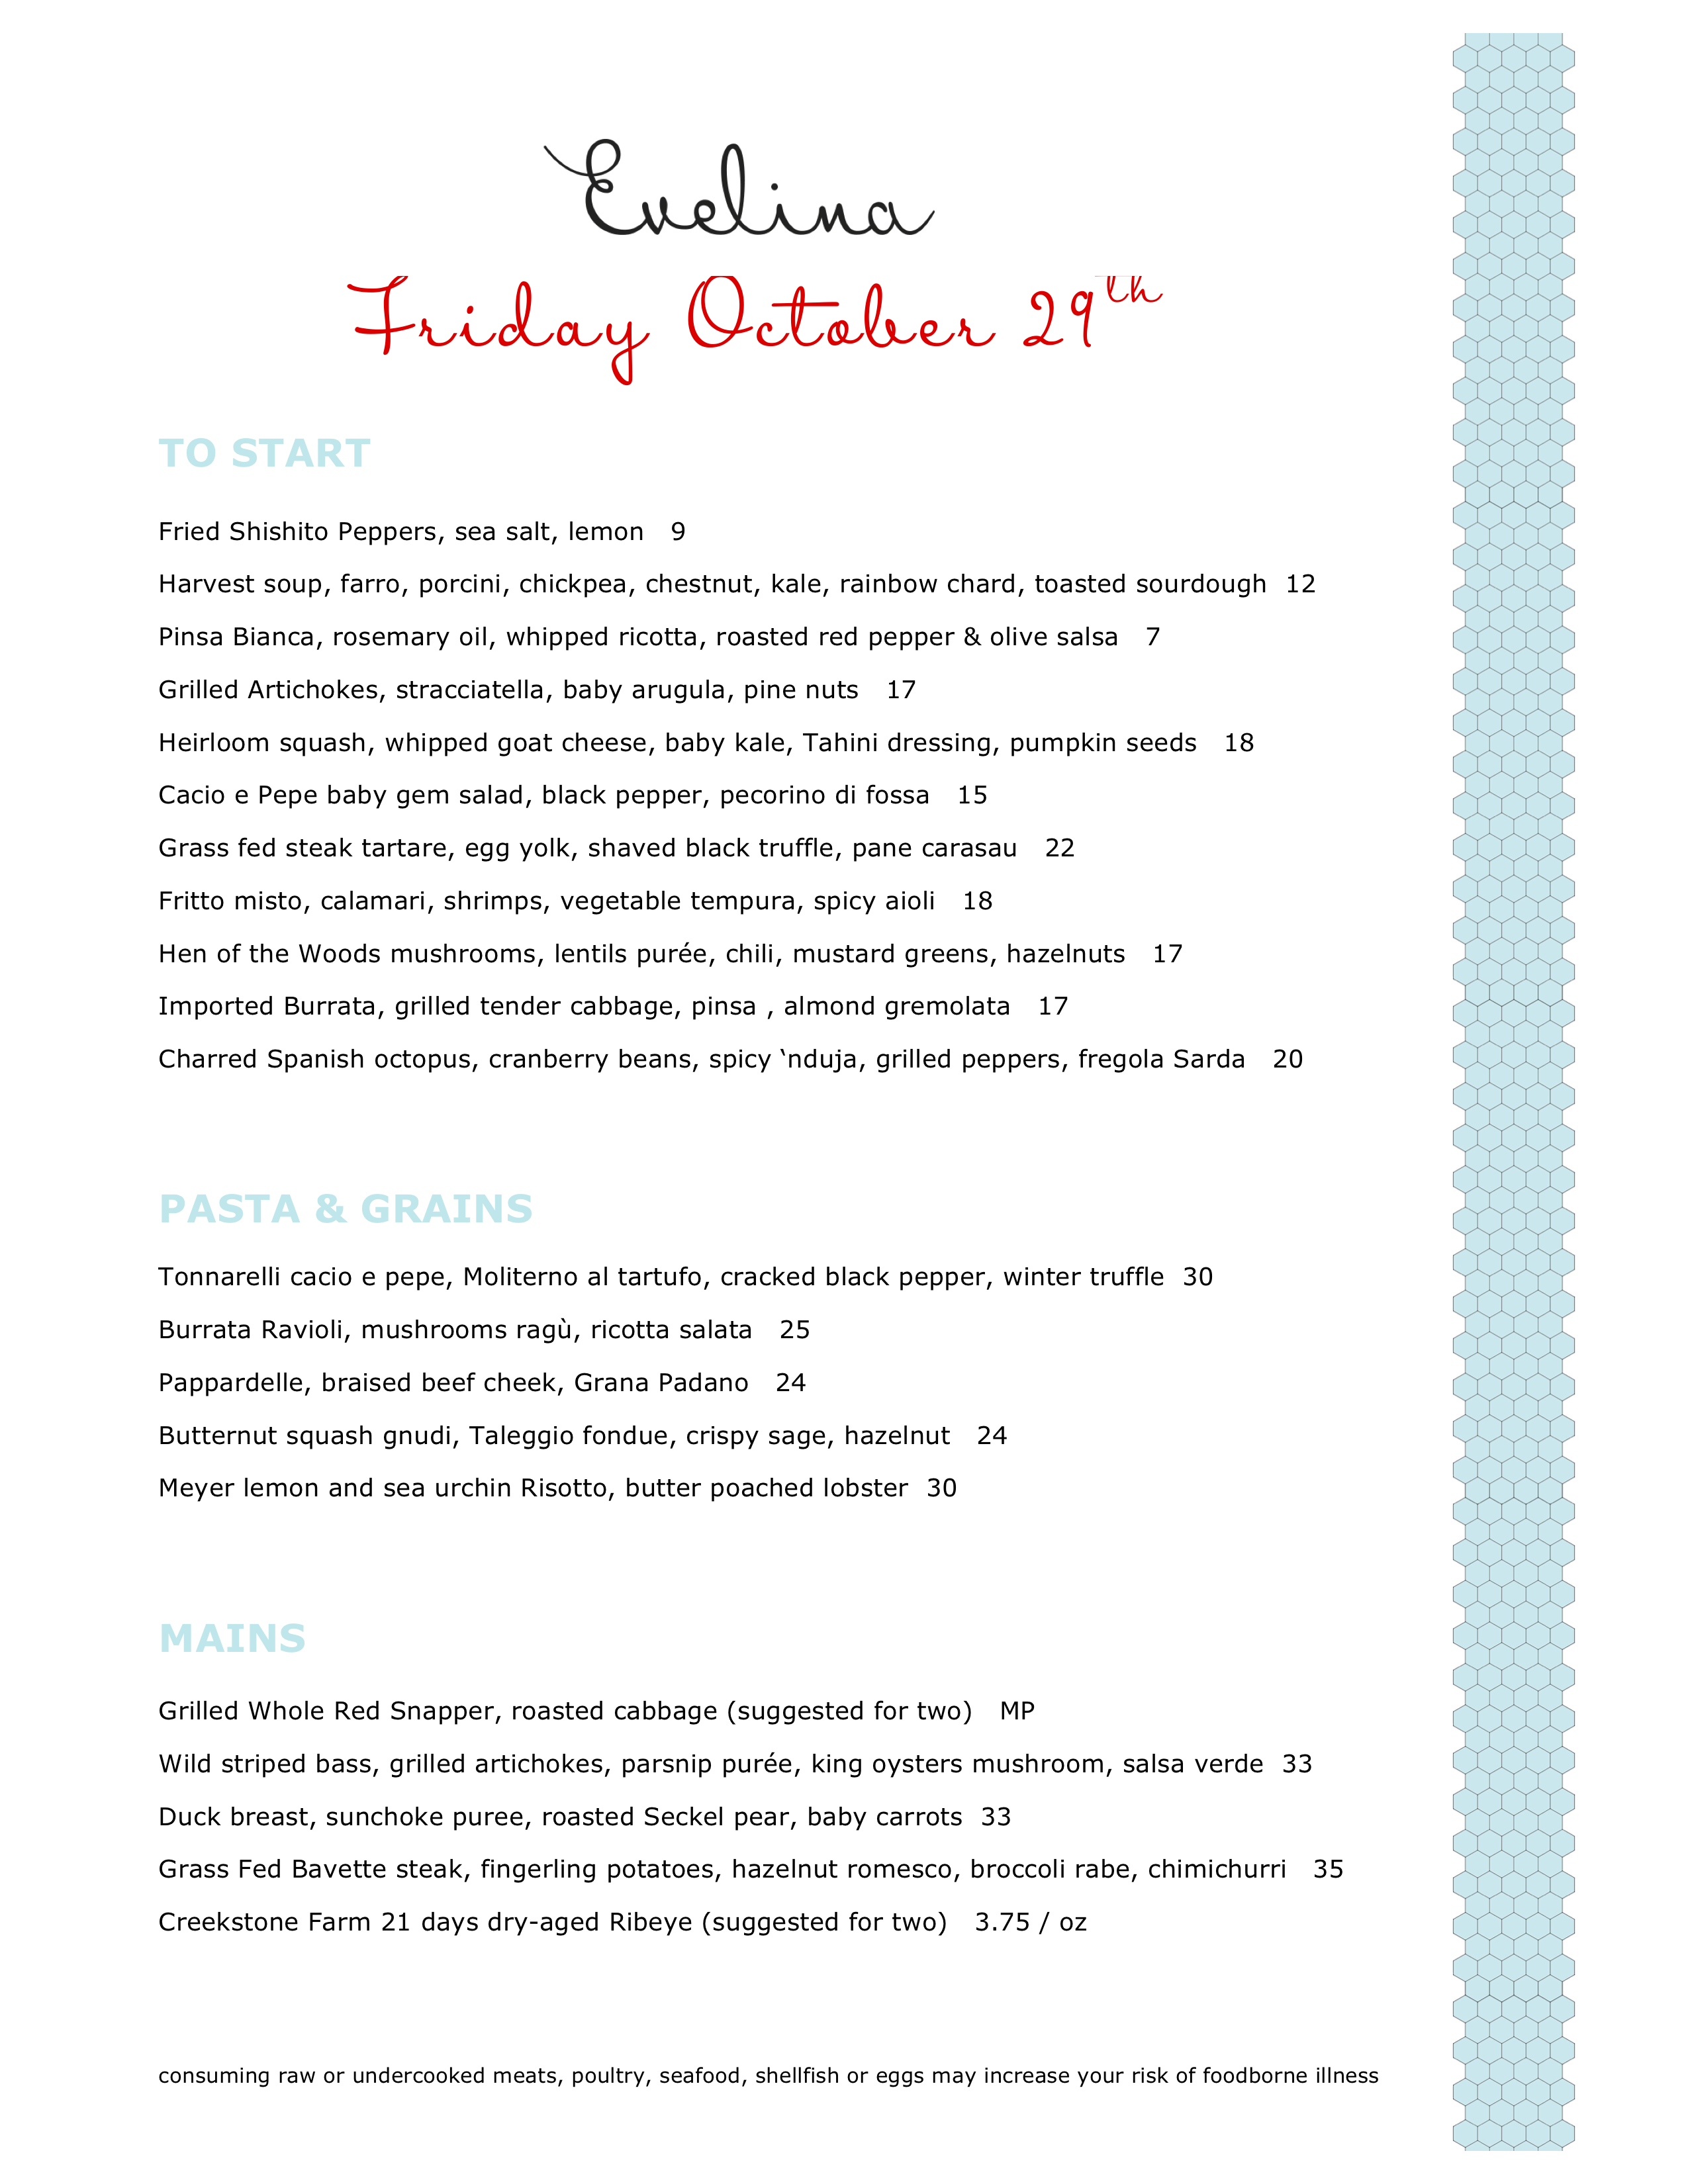 Evelina
Friday October 29th
TO START
Fried Shishito Peppers, sea salt, lemon 9
Harvest soup, farro, porcini, chickpea, chestnut, kale, rainbow chard, toasted sourdough 12
Pinsa Bianca, rosemary oil, whipped ricotta, roasted red pepper & olive salsa 7
Grilled Artichokes, stracciatella, baby arugula, pine nuts 17
Heirloom squash, whipped goat cheese, baby kale, Tahini dressing, pumpkin seeds 18
Cacio e Pepe baby gem salad, black pepper, pecorino di fossa 15
Grass fed steak tartare, egg yolk, shaved black truffle, pane carasau 22
Fritto misto, calamari, shrimps, vegetable tempura, spicy aioli 18
Hen of the Woods mushrooms, lentils purée, chili, mustard greens, hazelnuts 17
Imported Burrata, grilled tender cabbage, pinsa , almond gremolata 17
Charred Spanish octopus, cranberry beans, spicy ‘nduja, grilled peppers, fregola Sarda 20
PASTA & GRAINS
Tonnarelli cacio e pepe, Moliterno al tartufo, cracked black pepper, winter truffle 30
Burrata Ravioli, mushrooms ragù, ricotta salata 25
Pappardelle, braised beef cheek, Grana Padano 24
Butternut squash gnudi, Taleggio fondue, crispy sage, hazelnut 24
Meyer lemon and sea urchin Risotto, butter poached lobster 30
MAINS
Grilled Whole Red Snapper, roasted cabbage (suggested for two) MP
Wild striped bass, grilled artichokes, parsnip purée, king oysters mushroom, salsa verde 33
Duck breast, sunchoke puree, roasted Seckel pear, baby carrots 33
Grass Fed Bavette steak, fingerling potatoes, hazelnut romesco, broccoli rabe, chimichurri 35
Creekstone Farm 21 days dry-aged Ribeye (suggested for two) 3.75 / oz
consuming raw or undercooked meats, poultry, seafood, shellfish or eggs may increase your risk of foodborne illness